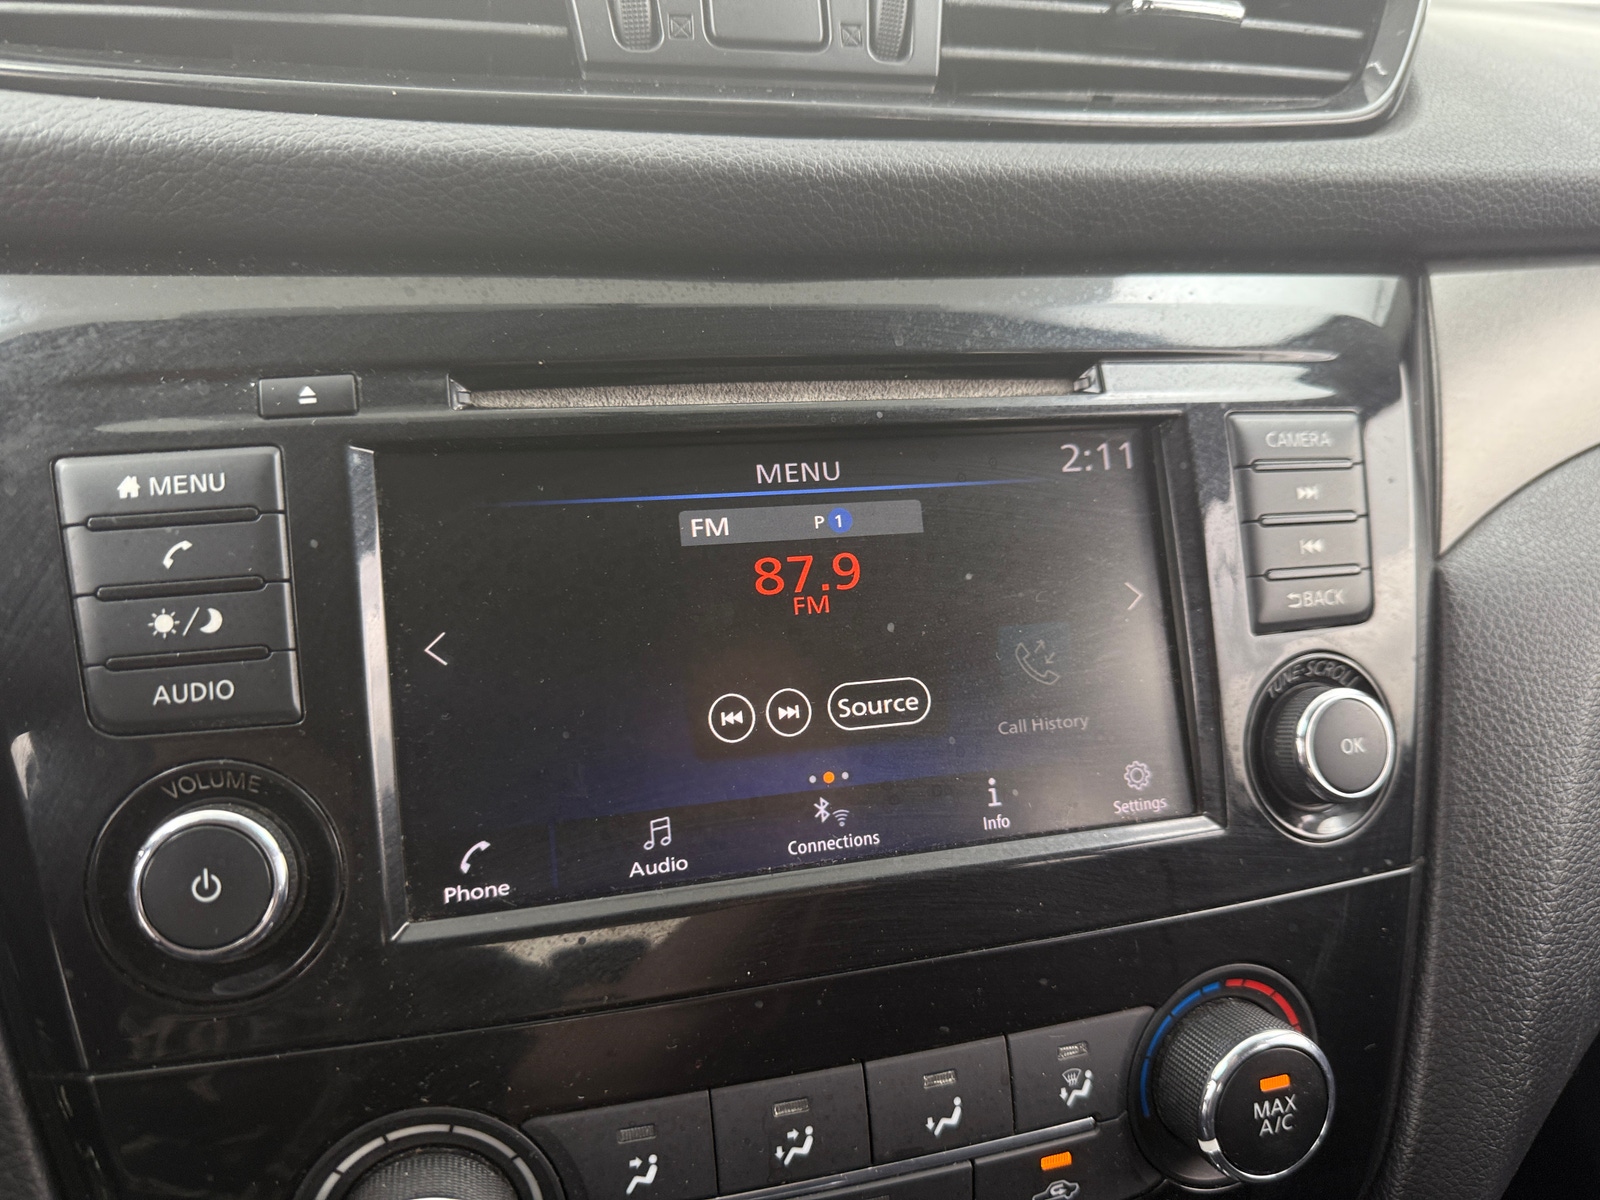 MENU
AUDIO
VOLUME
MENU
2:11
FM P 1
87.9
FM
Source
Call History
Phone
Audio
Connections
Info
Settings
CAMERA
BACK
TUNE·SCROLL
OK
MAX
A/C